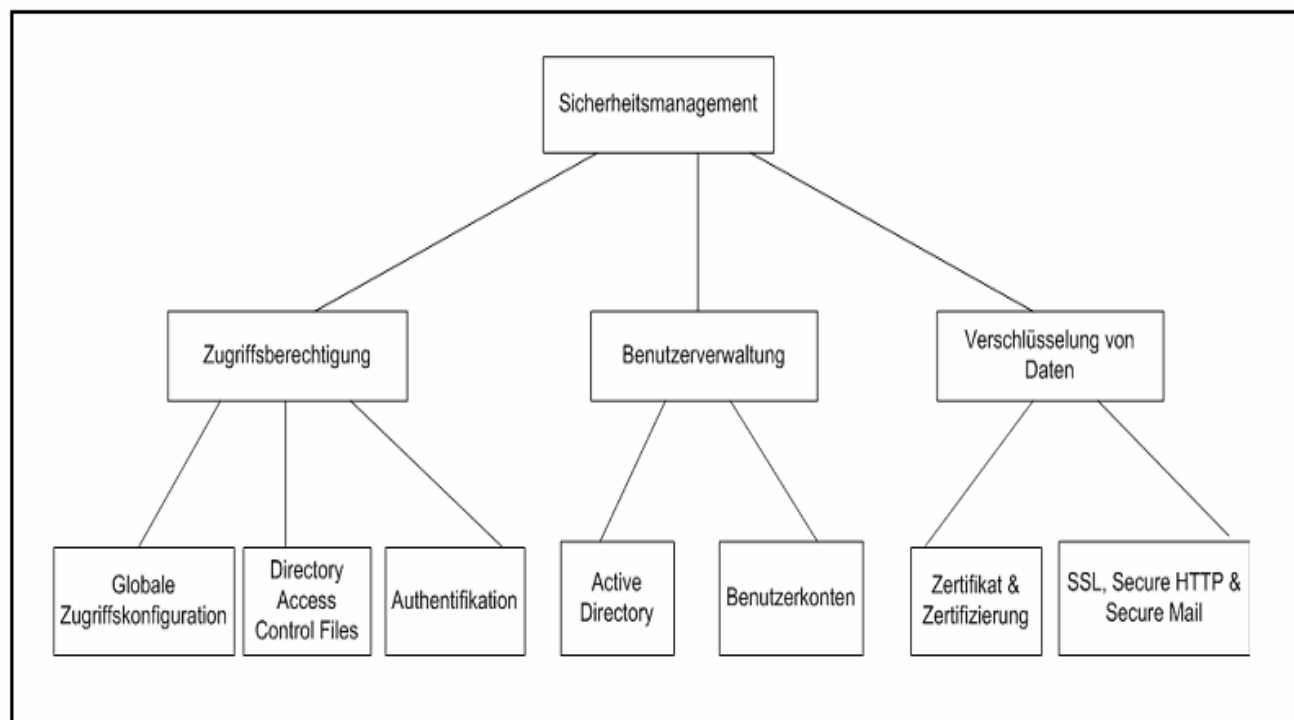 Sicherheitsmanagement
Zugriffsberechtigung
Benutzerverwaltung
Verschlüsselung von
Daten
Globale
Zugriffskonfiguration
Directory
Access
Control Files
Authentifikation
Active
Directory
Benutzerkonten
Zertifikat &
Zertifizierung
SSL, Secure HTTP &
Secure Mail